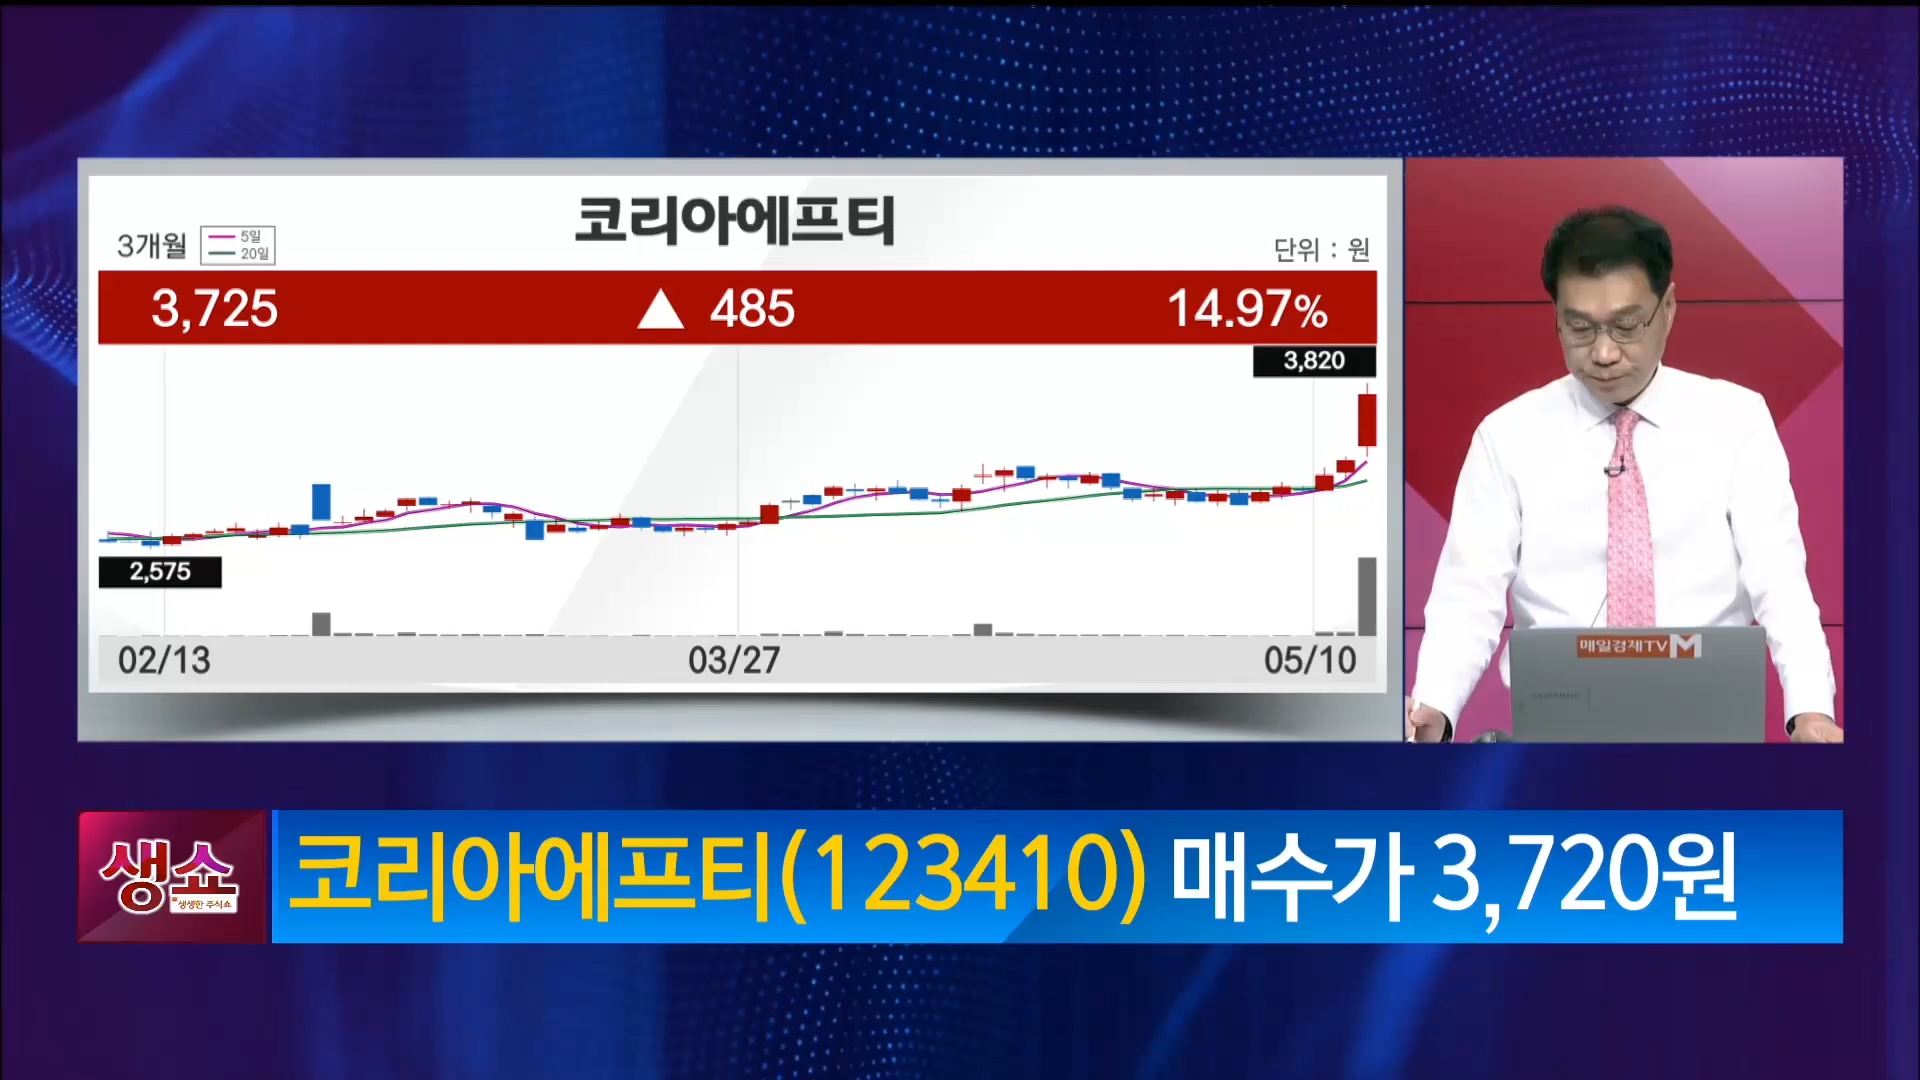 코리아에프티
3개월
5일
20일
단위 : 원
3,725 ▲ 485 14.97%
3,820
2,575
02/13 03/27 05/10
매일경제TV M
SAMSUNG
생쇼
생생한 주식쇼
코리아에프티(123410) 매수가 3,720원